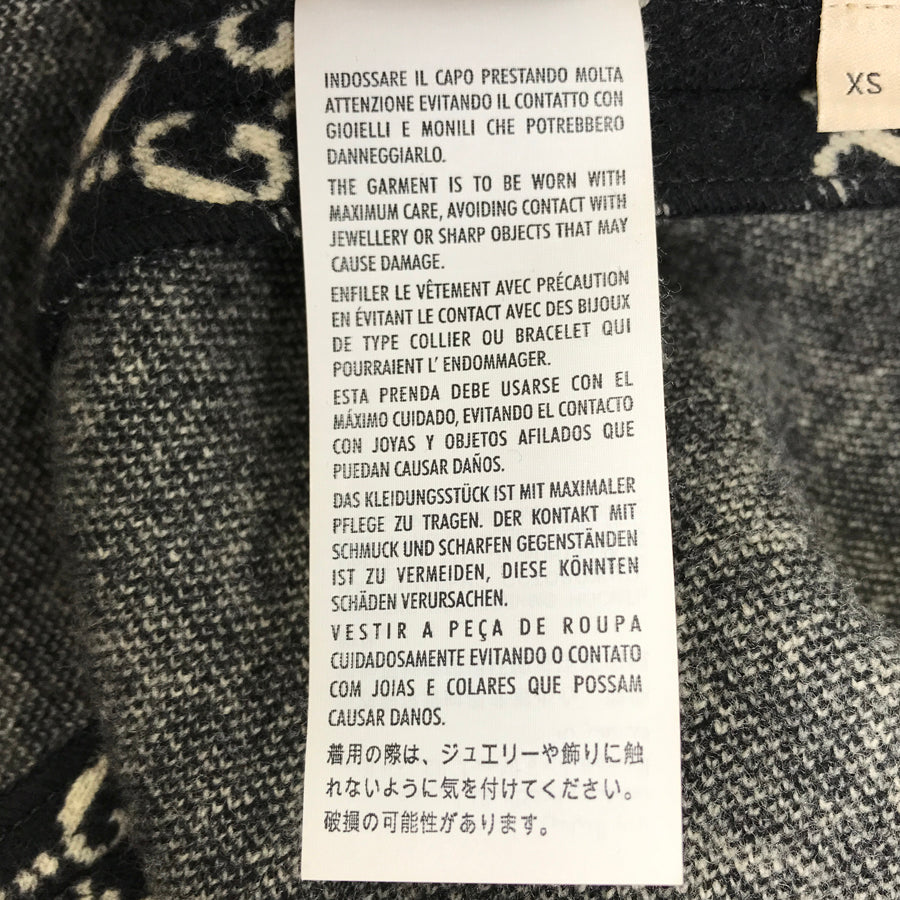 INDOSSARE IL CAPO PRESTANDO MOLTA
ATTENZIONE EVITANDO IL CONTATTO CON
GIOIELLI E MONILI CHE POTREBBERO
DANNEGGIARLO.
THE GARMENT IS TO BE WORN WITH
MAXIMUM CARE, AVOIDING CONTACT WITH
JEWELLERY OR SHARP OBJECTS THAT MAY
CAUSE DAMAGE.
ENFILER LE VÊTEMENT AVEC PRÉCAUTION
EN ÉVITANT LE CONTACT AVEC DES BIJOUX
DE TYPE COLLIER OU BRACELET QUI
POURRAIENT L' ENDOMMAGER.
ESTA PRENDA DEBE USARSE CON EL
MÁXIMO CUIDADO, EVITANDO EL CONTACTO
CON JOYAS Y OBJETOS AFILADOS QUE
PUEDAN CAUSAR DAÑOS.
DAS KLEIDUNGSSTÜCK IST MIT MAXIMALER
PFLEGE ZU TRAGEN. DER KONTAKT MIT
SCHMUCK UND SCHARFEN GEGENSTÄNDEN
IST ZU VERMEIDEN, DIESE KÖNNTEN
SCHÄDEN VERURSACHEN.
VESTIR A PEÇA DE ROUPA
CUIDADOSAMENTE EVITANDO O CONTATO
COM JOIAS E COLARES QUE POSSAM
CAUSAR DANOS.
着用の際は、ジュエリーや飾りに触
れないように気を付けてください。
破損の可能性があります。
XS